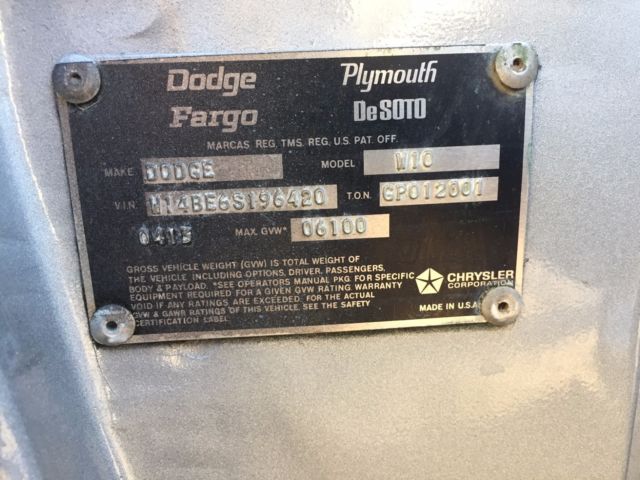 Dodge Plymouth
Fargo DeSOTO
MARCAS REG. TMS. REG. U.S. PAT. OFF.
MAKE DODGE MODEL W10
V.I.N. W14BE6S196420 T.O.N. GP012001
MAX. GVW* 06100
GROSS VEHICLE WEIGHT (GVW) IS TOTAL WEIGHT OF
THE VEHICLE INCLUDING OPTIONS, DRIVER, PASSENGERS,
BODY & PAYLOAD. *SEE OPERATORS MANUAL PKG FOR SPECIFIC
EQUIPMENT REQUIRED FOR A GIVEN GVW RATING WARRANTY
VOID IF ANY RATINGS ARE EXCEEDED. FOR THE ACTUAL
GVW & GAWR RATINGS OF THIS VEHICLE. SEE THE SAFETY
CERTIFICATION LABEL.
CHRYSLER
CORPORATION
MADE IN U.S.A.